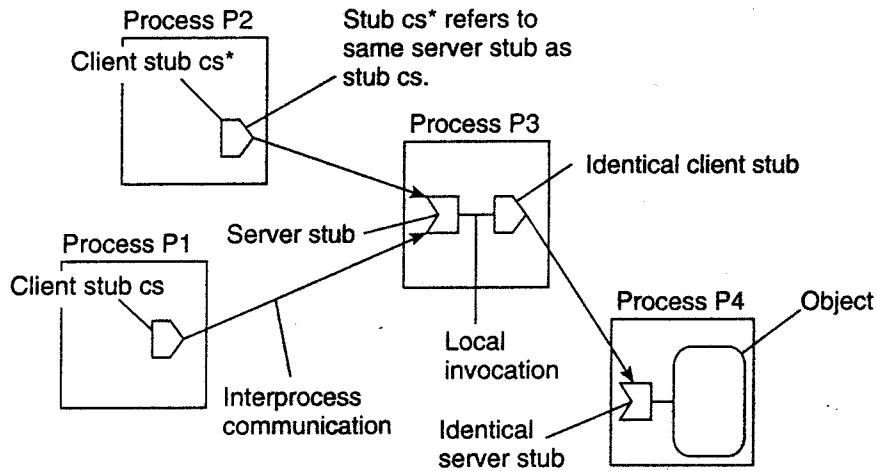 Process P2
Client stub cs*
Stub cs* refers to
same server stub as
stub cs.
Process P3
Identical client stub
Server stub
Process P1
Client stub cs
Process P4
Object
Local
invocation
Interprocess
communication
Identical
server stub